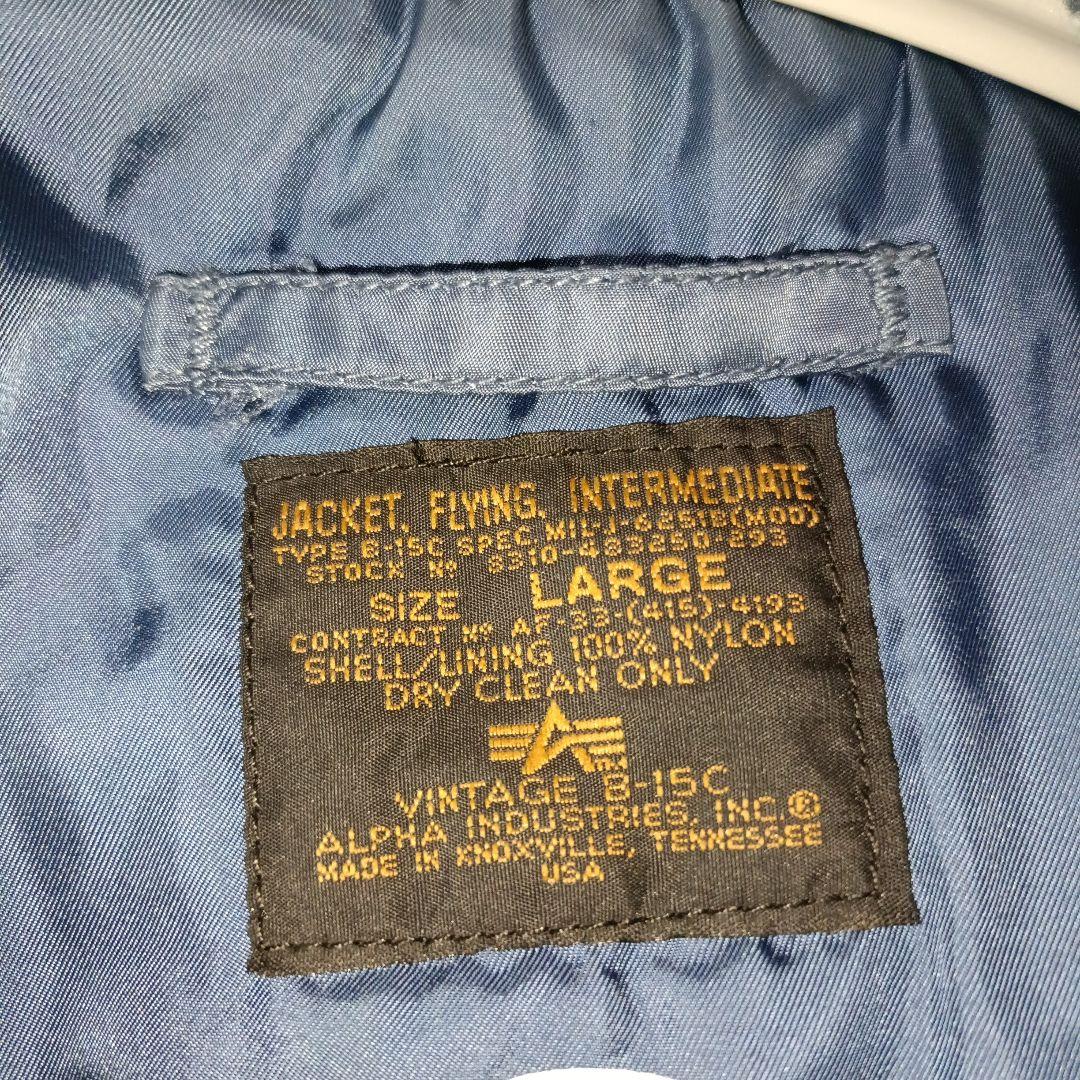 JACKET, FLYING, INTERMEDIATE
TYPE B-15C SPEC MIL-J-6251B(MOD)
STOCK Nº 8310-483280-293
SIZE LARGE
CONTRACT Nº AF 33-(415)-4193
SHELL/LINING 100% NYLON
DRY CLEAN ONLY
VINTAGE B-15C
ALPHA INDUSTRIES, INC.®
MADE IN KNOXVILLE, TENNESSEE
USA